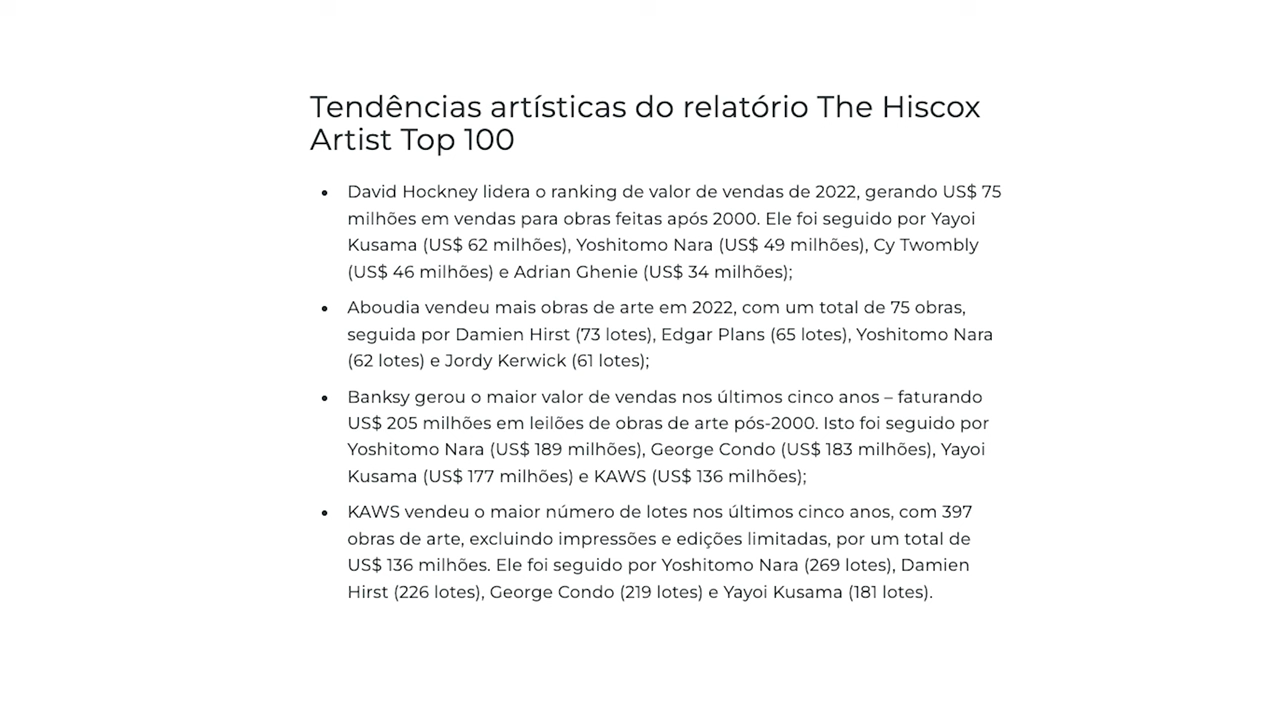 Tendências artísticas do relatório The Hiscox
Artist Top 100
• David Hockney lidera o ranking de valor de vendas de 2022, gerando US$ 75
milhões em vendas para obras feitas após 2000. Ele foi seguido por Yayoi
Kusama (US$ 62 milhões), Yoshitomo Nara (US$ 49 milhões), Cy Twombly
(US$ 46 milhões) e Adrian Ghenie (US$ 34 milhões);
• Aboudia vendeu mais obras de arte em 2022, com um total de 75 obras,
seguida por Damien Hirst (73 lotes), Edgar Plans (65 lotes), Yoshitomo Nara
(62 lotes) e Jordy Kerwick (61 lotes);
• Banksy gerou o maior valor de vendas nos últimos cinco anos – faturando
US$ 205 milhões em leilões de obras de arte pós-2000. Isto foi seguido por
Yoshitomo Nara (US$ 189 milhões), George Condo (US$ 183 milhões), Yayoi
Kusama (US$ 177 milhões) e KAWS (US$ 136 milhões);
• KAWS vendeu o maior número de lotes nos últimos cinco anos, com 397
obras de arte, excluindo impressões e edições limitadas, por um total de
US$ 136 milhões. Ele foi seguido por Yoshitomo Nara (269 lotes), Damien
Hirst (226 lotes), George Condo (219 lotes) e Yayoi Kusama (181 lotes).